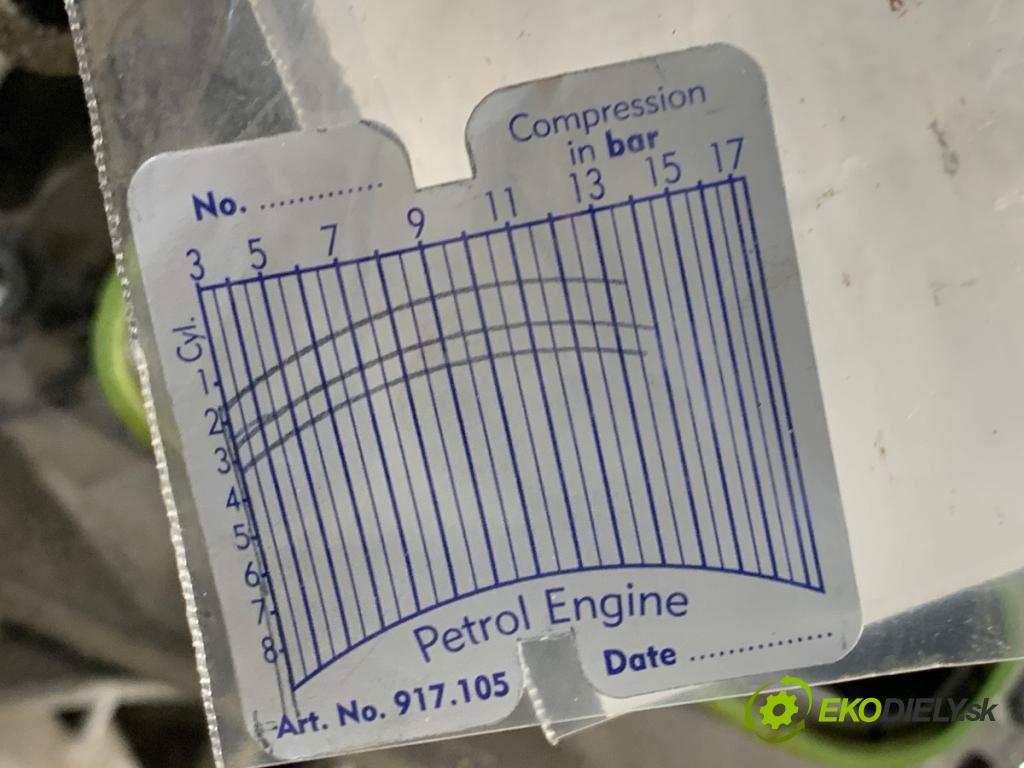 Compression
in bar
No. ............
3 5 7 9 11 13 15 17
Cyl.
1
2
3
4
5
6
7
8
Petrol Engine
Art. No. 917.105
Date ..............
EKODIELY.sk